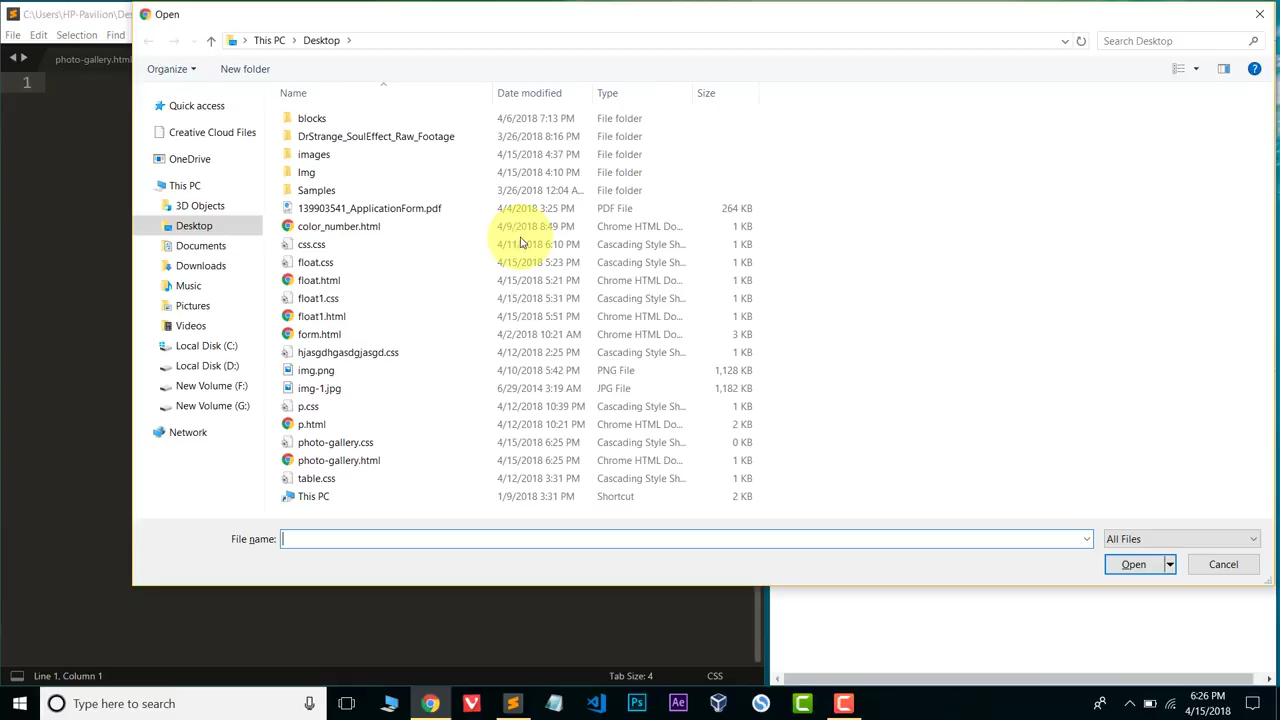 C:\Users\HP-Pavilion\Des
Open
File Edit Selection Find
This PC Desktop
Search Desktop
photo-gallery.html
Organize New folder
1
Name Date modified Type Size
Quick access
Creative Cloud Files
OneDrive
This PC
3D Objects
Desktop
Documents
Downloads
Music
Pictures
Videos
Local Disk (C:)
Local Disk (D:)
New Volume (F:)
New Volume (G:)
Network
blocks 4/6/2018 7:13 PM File folder
DrStrange_SoulEffect_Raw_Footage 3/26/2018 8:16 PM File folder
images 4/15/2018 4:37 PM File folder
Img 4/15/2018 4:10 PM File folder
Samples 3/26/2018 12:04 A... File folder
139903541_ApplicationForm.pdf 4/4/2018 3:25 PM PDF File 264 KB
color_number.html 4/9/2018 8:49 PM Chrome HTML Do... 1 KB
css.css 4/11/2018 6:10 PM Cascading Style Sh... 1 KB
float.css 4/15/2018 5:23 PM Cascading Style Sh... 1 KB
float.html 4/15/2018 5:21 PM Chrome HTML Do... 1 KB
float1.css 4/15/2018 5:31 PM Cascading Style Sh... 1 KB
float1.html 4/15/2018 5:51 PM Chrome HTML Do... 1 KB
form.html 4/2/2018 10:21 AM Chrome HTML Do... 3 KB
hjasgdhgasdgjasgd.css 4/12/2018 2:25 PM Cascading Style Sh... 1 KB
img.png 4/10/2018 5:42 PM PNG File 1,128 KB
img-1.jpg 6/29/2014 3:19 AM JPG File 1,182 KB
p.css 4/12/2018 10:39 PM Cascading Style Sh... 1 KB
p.html 4/12/2018 10:21 PM Chrome HTML Do... 2 KB
photo-gallery.css 4/15/2018 6:25 PM Cascading Style Sh... 0 KB
photo-gallery.html 4/15/2018 6:25 PM Chrome HTML Do... 1 KB
table.css 4/12/2018 3:31 PM Cascading Style Sh... 1 KB
This PC 1/9/2018 3:31 PM Shortcut 2 KB
File name: All Files
Open Cancel
Line 1, Column 1 Tab Size: 4 CSS
Type here to search
Ps
Ae
6:26 PM
4/15/2018